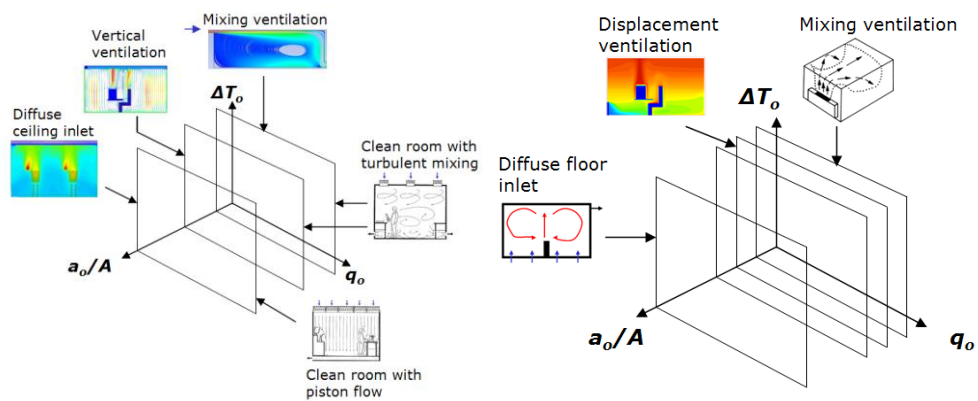 Mixing ventilation
Vertical
ventilation
Diffuse
ceiling inlet
ΔTₒ
Clean room with
turbulent mixing
aₒ/A
qₒ
Clean room with
piston flow
Displacement
ventilation
Mixing ventilation
ΔTₒ
Diffuse floor
inlet
aₒ/A
qₒ